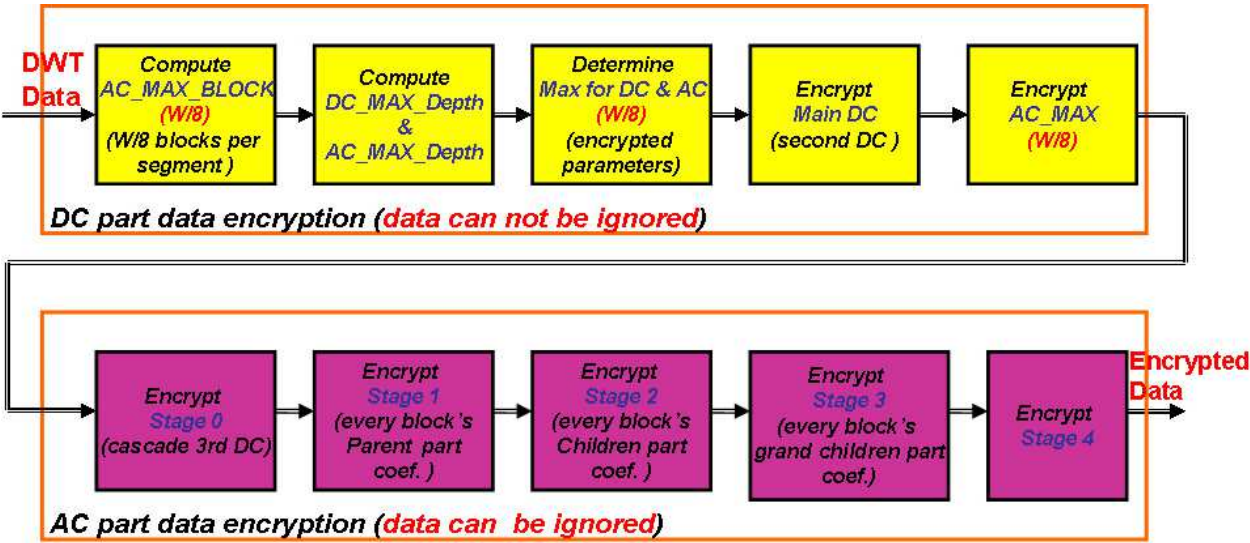 DWT
Data
Compute
AC_MAX_BLOCK
(W/8)
(W/8 blocks per
segment )
Compute
DC_MAX_Depth
&
AC_MAX_Depth
Determine
Max for DC & AC
(W/8)
(encrypted
parameters)
Encrypt
Main DC
(second DC )
Encrypt
AC_MAX
(W/8)
DC part data encryption (data can not be ignored)
Encrypt
Stage 0
(cascade 3rd DC)
Encrypt
Stage 1
(every block's
Parent part
coef. )
Encrypt
Stage 2
(every block's
Children part
coef. )
Encrypt
Stage 3
(every block's
grand children part
coef.)
Encrypt
Stage 4
Encrypted
Data
AC part data encryption (data can be ignored)